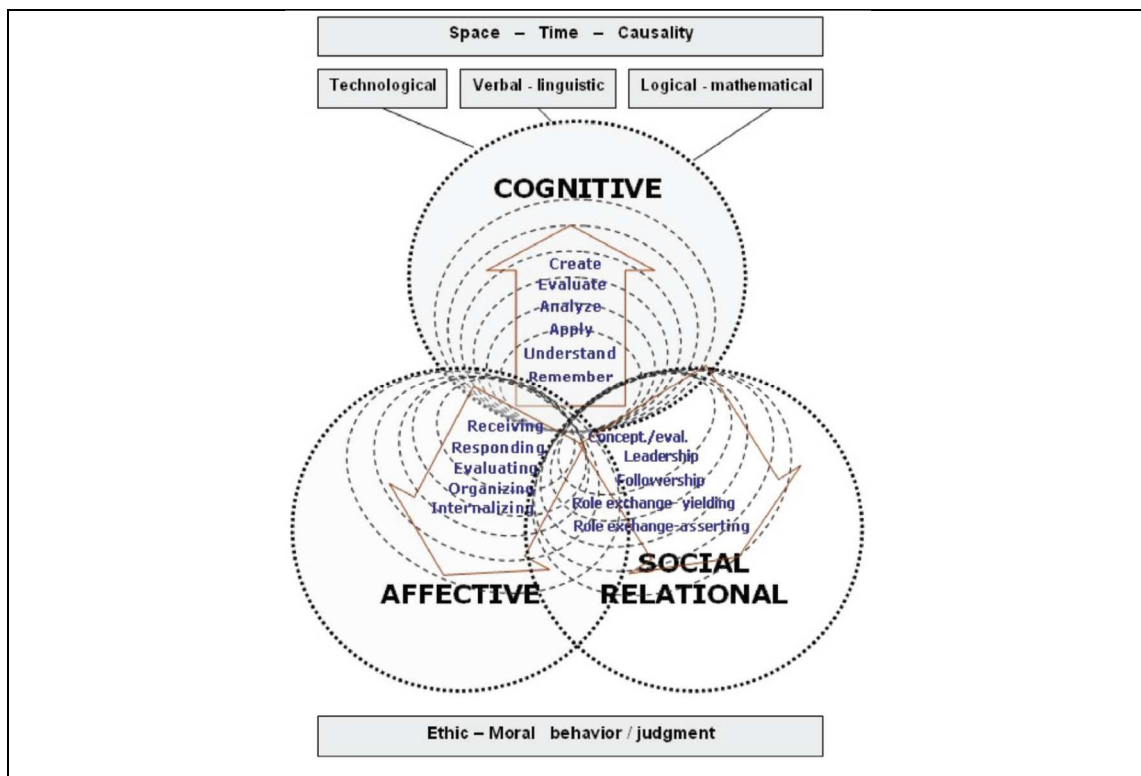 Space – Time – Causality
Technological
Verbal - linguistic
Logical - mathematical
COGNITIVE
Create
Evaluate
Analyze
Apply
Understand
Remember
Receiving
Responding
Evaluating
Organizing
Internalizing
Concept./eval.
Leadership
Followership
Role exchange- yielding
Role exchange-asserting
AFFECTIVE
SOCIAL
RELATIONAL
Ethic – Moral behavior / judgment